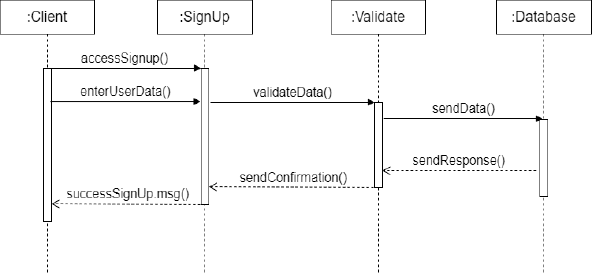 :Client
:SignUp
:Validate
:Database
accessSignup()
enterUserData()
validateData()
sendData()
sendResponse()
sendConfirmation()
successSignUp.msg()